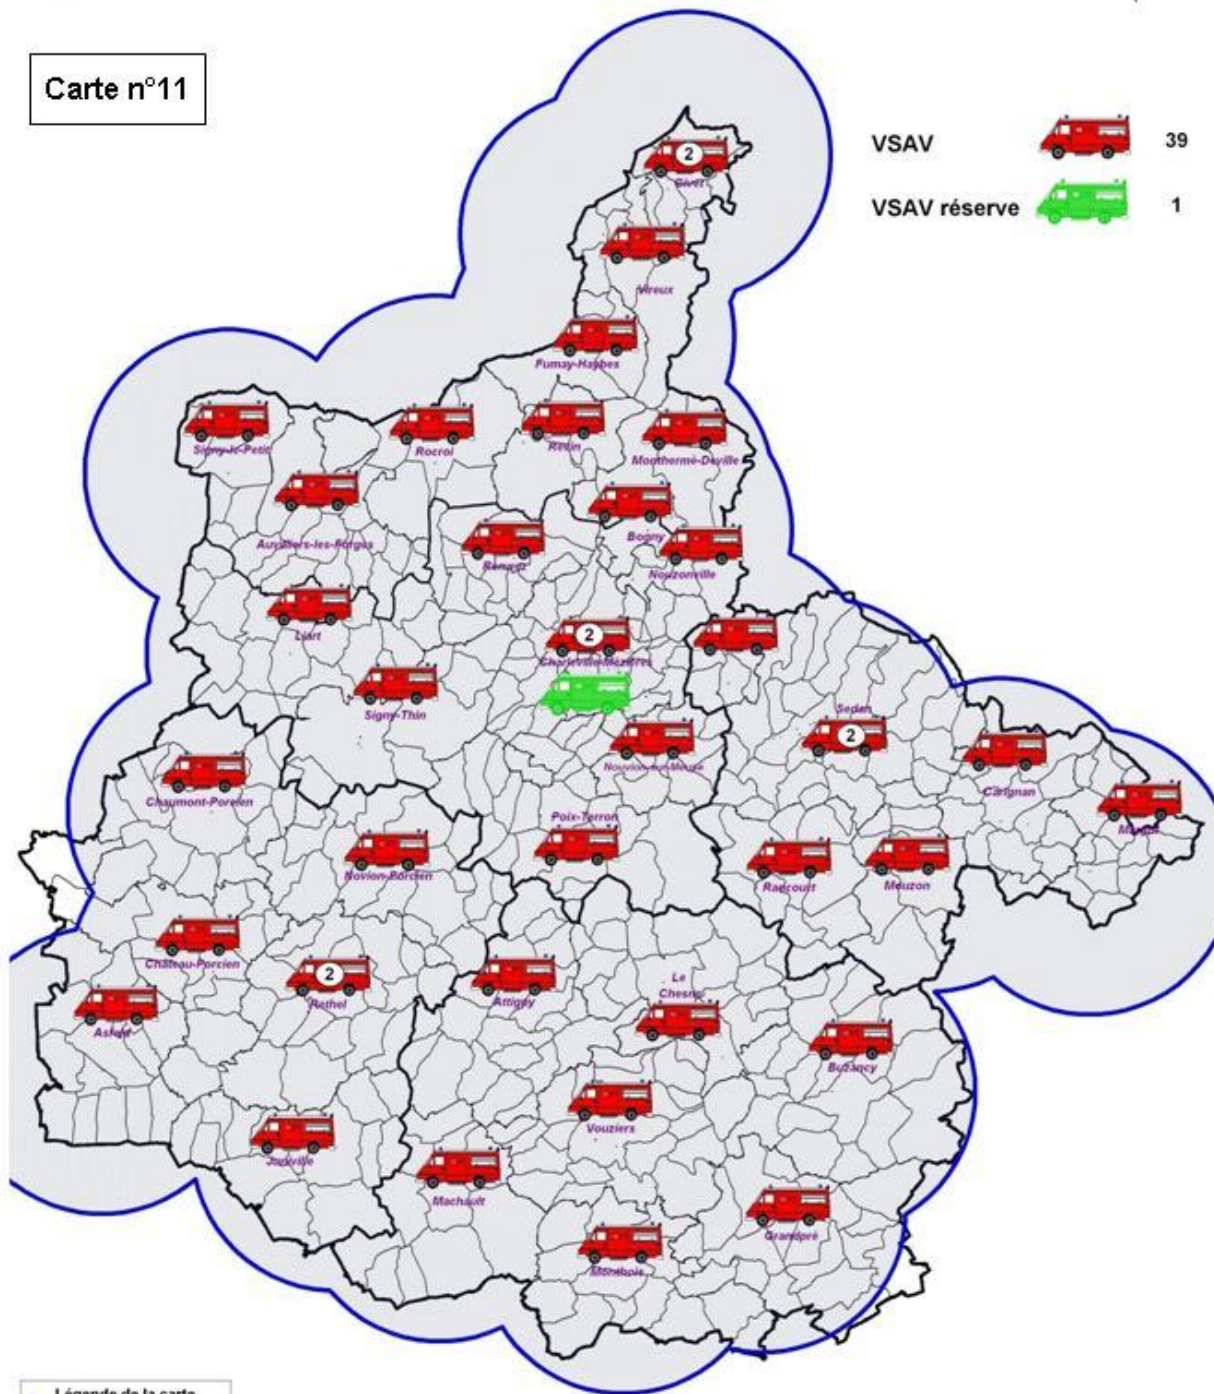 Carte n°11
VSAV
39
VSAV réserve
1
2
Givet
Vireux
Fumay-Haybes
Signy-le-Petit
Rocroi
Revin
Monthermé-Deville
Auvillers-les-Forges
Renwez
Bogny
Nouzonville
Liart
2
Charleville-Mézières
Signy-Thin
Nouvion-sur-Meuse
Sedan
2
Carignan
Margut
Chaumont-Porcien
Poix-Terron
Novion-Porcien
Raucourt
Mouzon
Château-Porcien
2
Rethel
Attigny
Le
Chesne
Asfeld
Buzancy
Vouziers
Juniville
Machault
Grandpré
Monthois
Légende de la carte